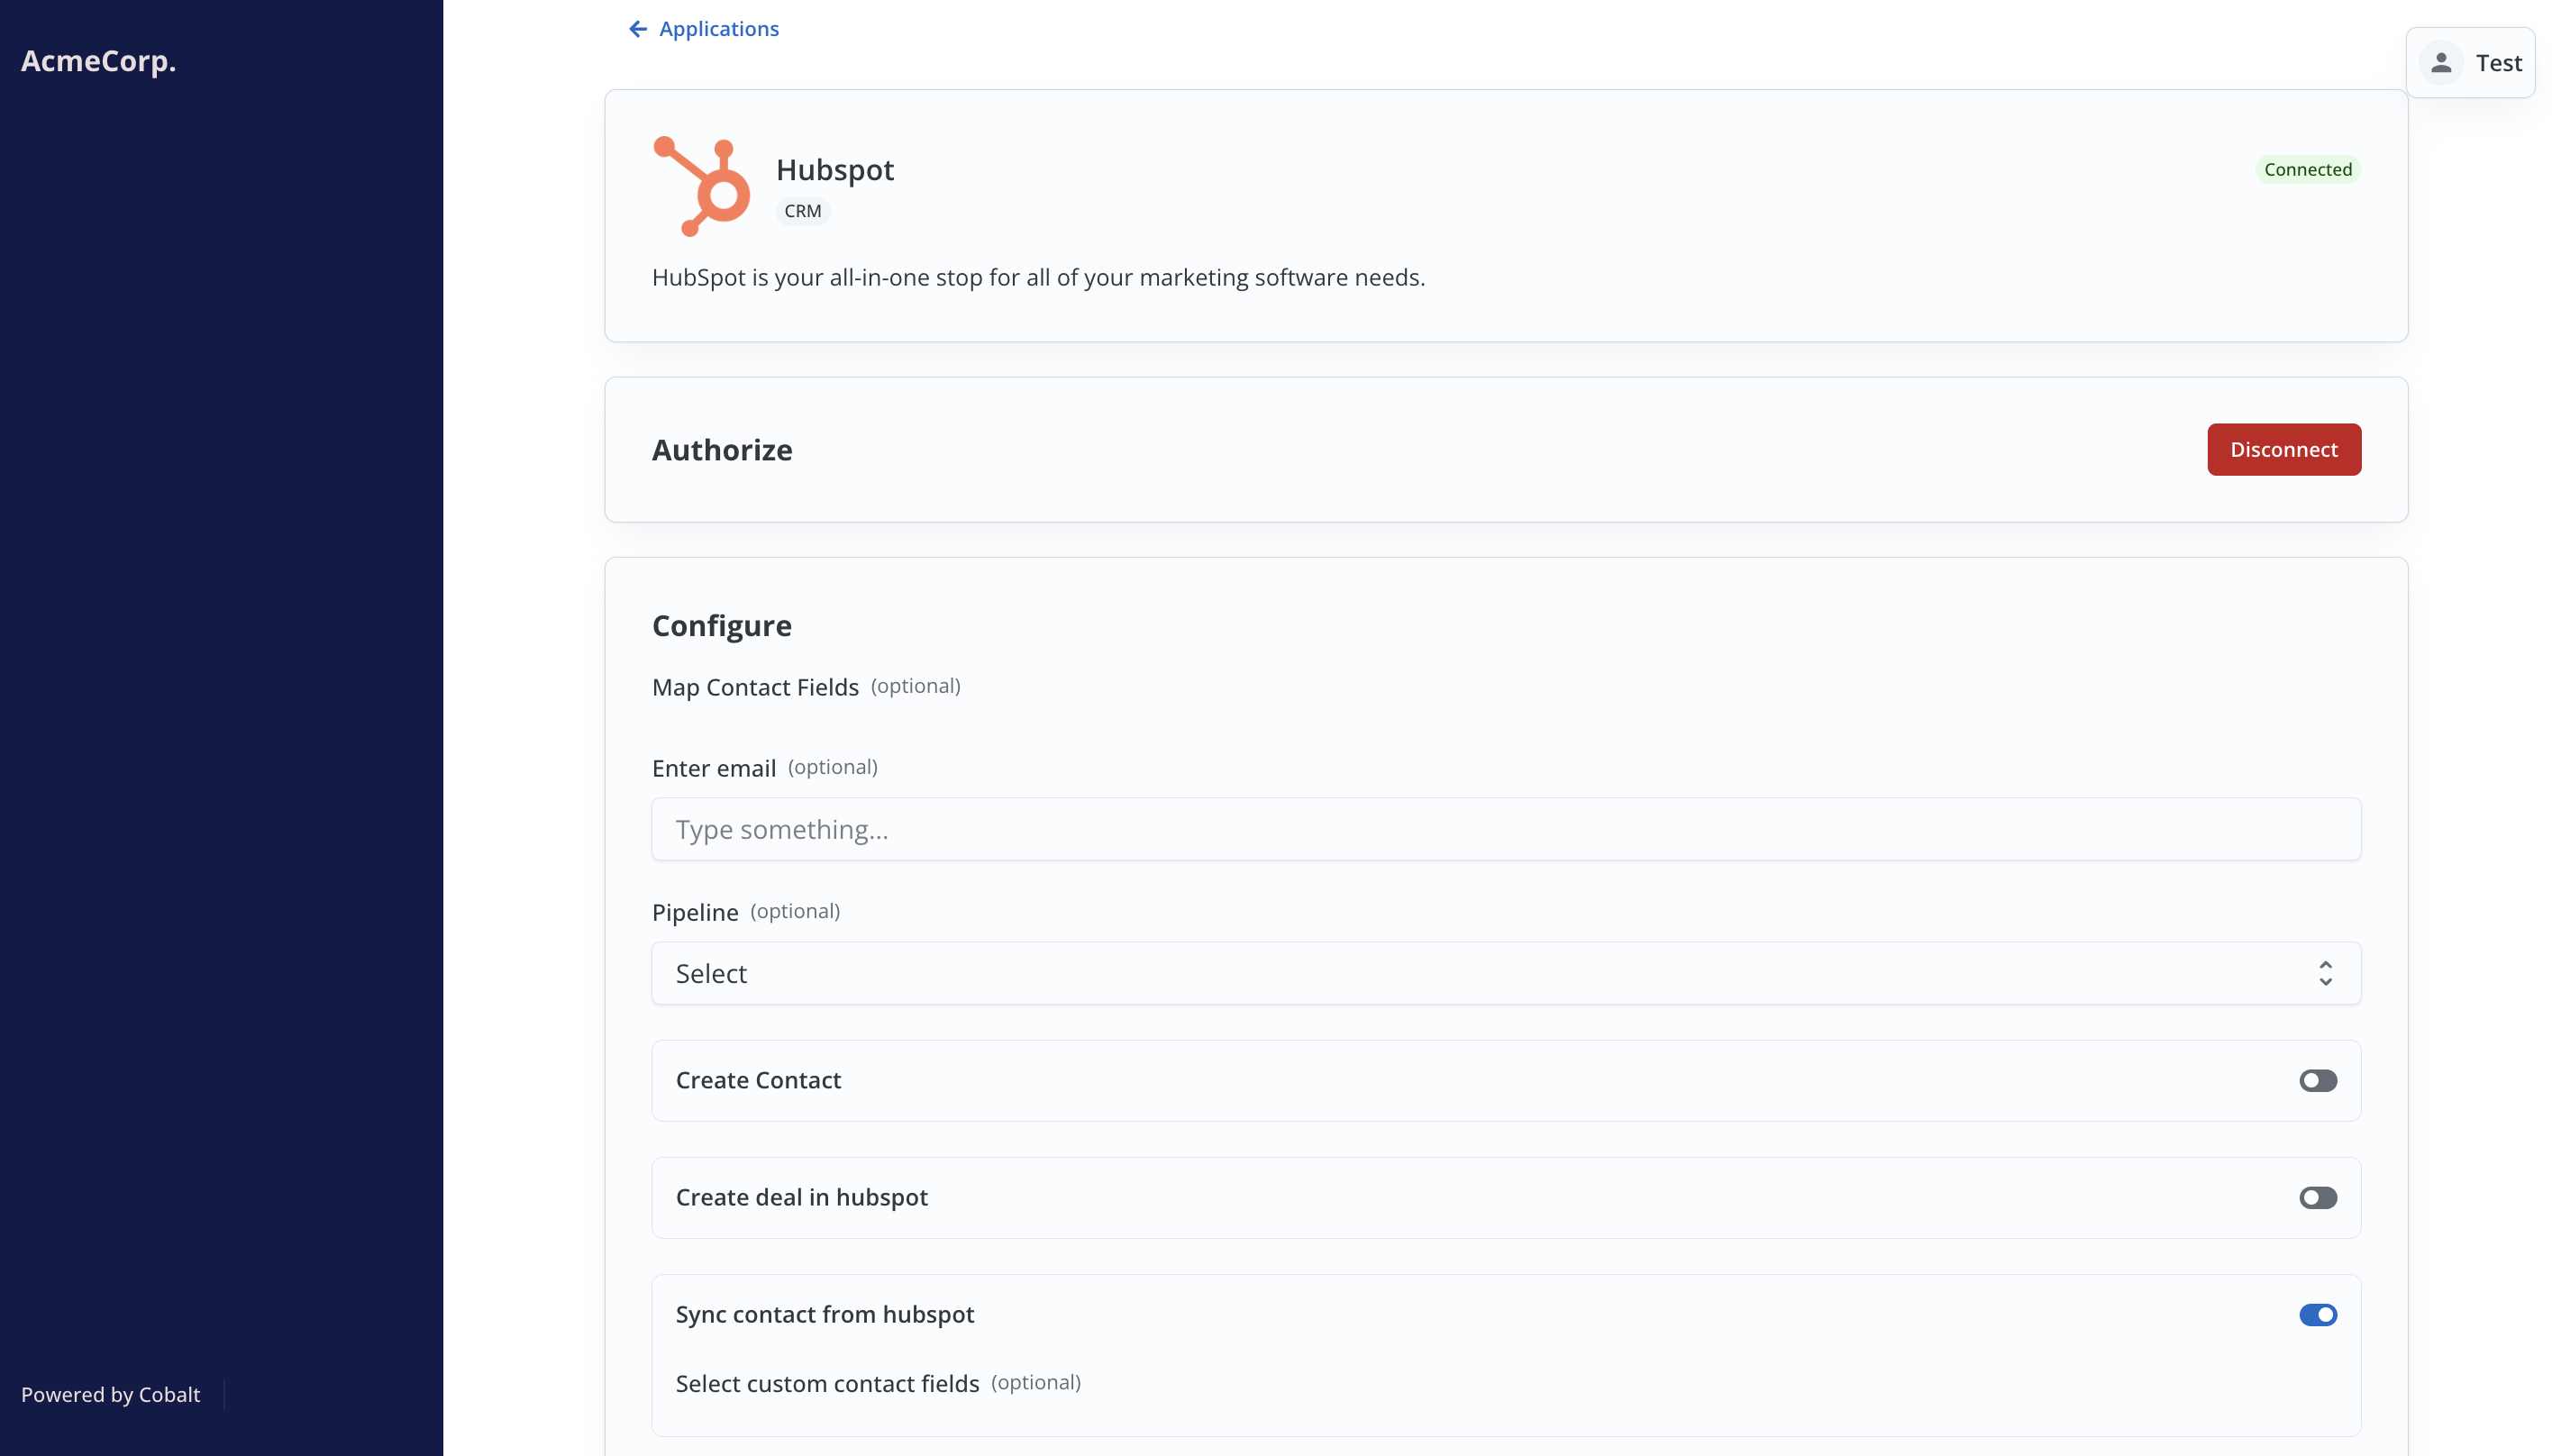 AcmeCorp.
Applications
Test
Hubspot
CRM
Connected
HubSpot is your all-in-one stop for all of your marketing software needs.
Authorize
Disconnect
Configure
Map Contact Fields (optional)
Enter email (optional)
Type something...
Pipeline (optional)
Select
Create Contact
Create deal in hubspot
Sync contact from hubspot
Select custom contact fields (optional)
Powered by Cobalt